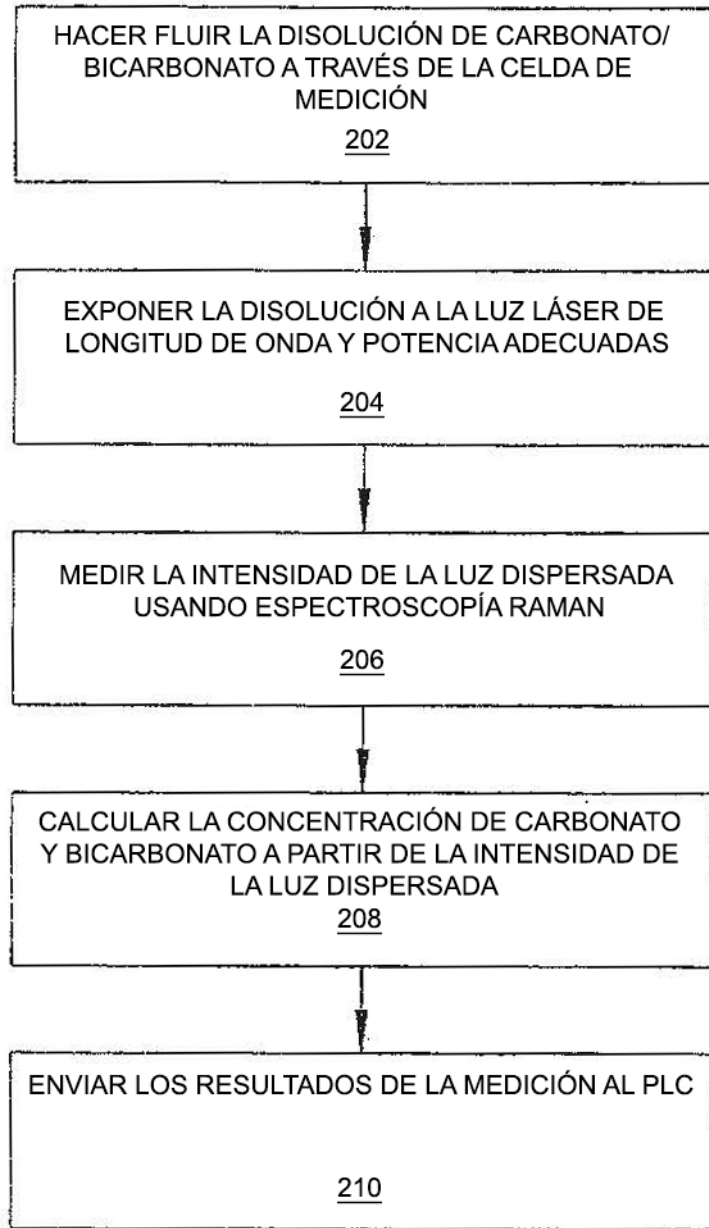 HACER FLUIR LA DISOLUCIÓN DE CARBONATO/
BICARBONATO A TRAVÉS DE LA CELDA DE
MEDICIÓN
202
EXPONER LA DISOLUCIÓN A LA LUZ LÁSER DE
LONGITUD DE ONDA Y POTENCIA ADECUADAS
204
MEDIR LA INTENSIDAD DE LA LUZ DISPERSADA
USANDO ESPECTROSCOPÍA RAMAN
206
CALCULAR LA CONCENTRACIÓN DE CARBONATO
Y BICARBONATO A PARTIR DE LA INTENSIDAD DE
LA LUZ DISPERSADA
208
ENVIAR LOS RESULTADOS DE LA MEDICIÓN AL PLC
210